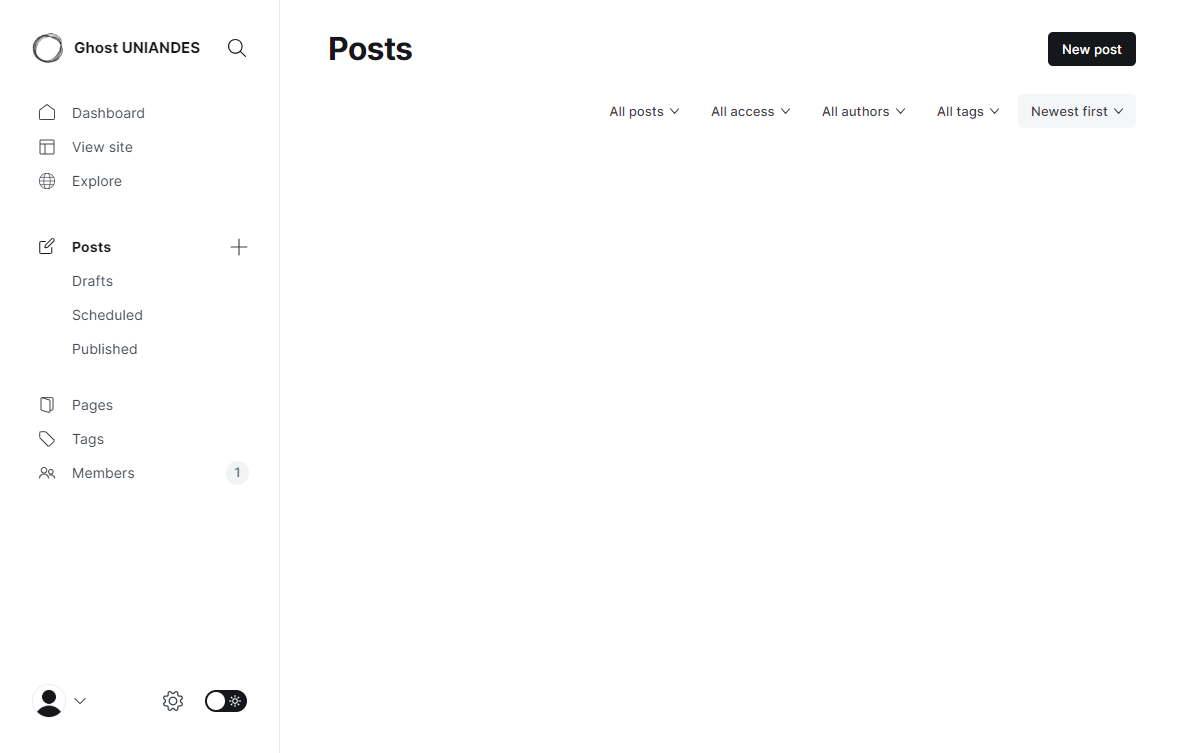 Ghost UNIANDES
Dashboard
View site
Explore
Posts
Drafts
Scheduled
Published
Pages
Tags
Members 1
Posts
New post
All posts All access All authors All tags Newest first